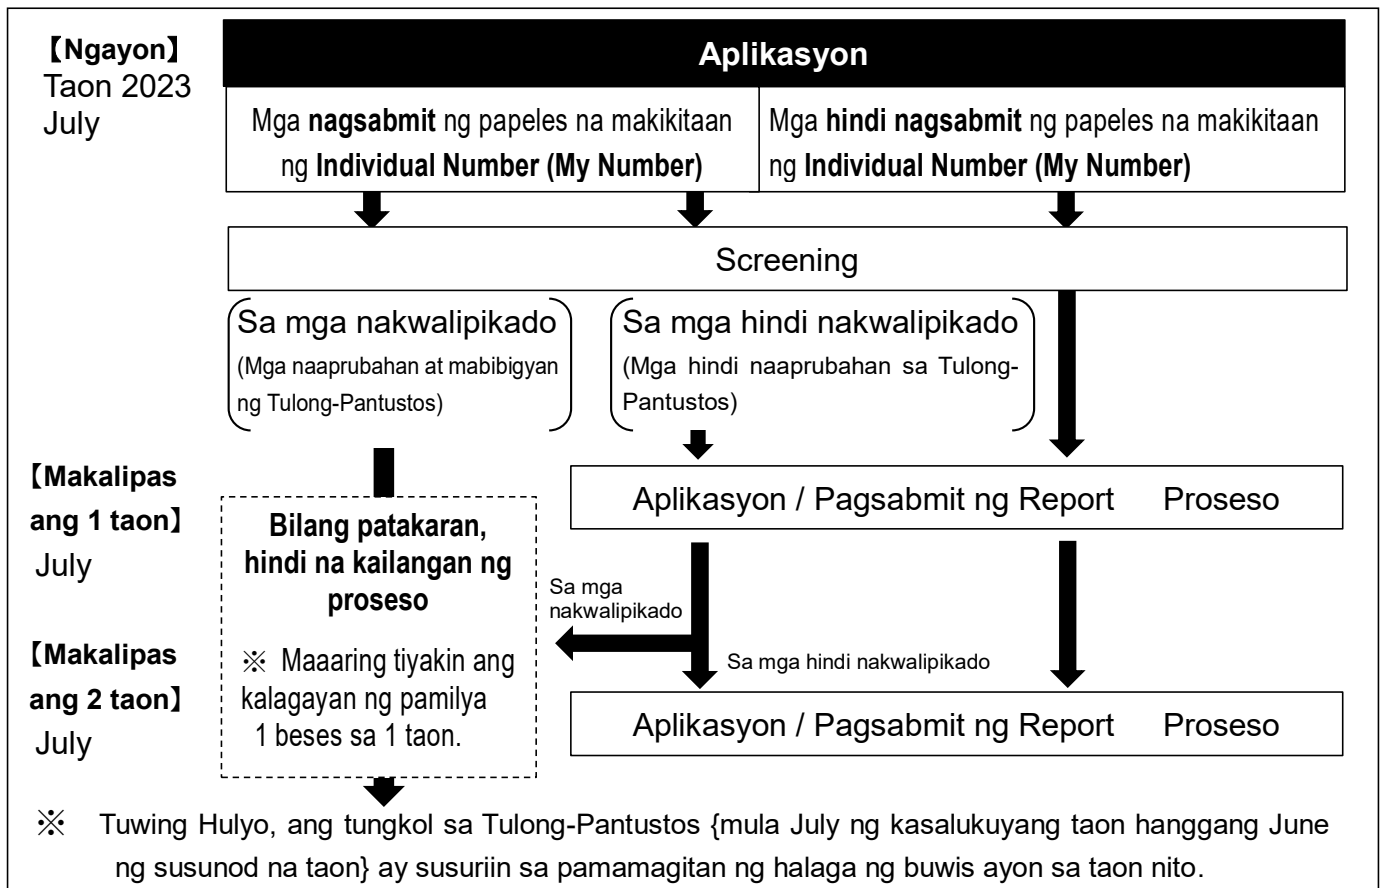 【Ngayon】
Taon 2023
July
Aplikasyon
Mga nagsabmit ng papeles na makikitaan
ng Individual Number (My Number)
Mga hindi nagsabmit ng papeles na makikitaan
ng Individual Number (My Number)
Screening
Sa mga nakwalipikado
(Mga naaprubahan at mabibigyan
ng Tulong-Pantustos)
Sa mga hindi nakwalipikado
(Mga hindi naaprubahan sa Tulong-
Pantustos)
【Makalipas
ang 1 taon】
July
Aplikasyon / Pagsabmit ng Report Proseso
Bilang patakaran,
hindi na kailangan ng
proseso
※ Maaaring tiyakin ang
kalagayan ng pamilya
1 beses sa 1 taon.
Sa mga
nakwalipikado
Sa mga hindi nakwalipikado
【Makalipas
ang 2 taon】
July
Aplikasyon / Pagsabmit ng Report Proseso
※ Tuwing Hulyo, ang tungkol sa Tulong-Pantustos {mula July ng kasalukuyang taon hanggang June
ng susunod na taon} ay susuriin sa pamamagitan ng halaga ng buwis ayon sa taon nito.